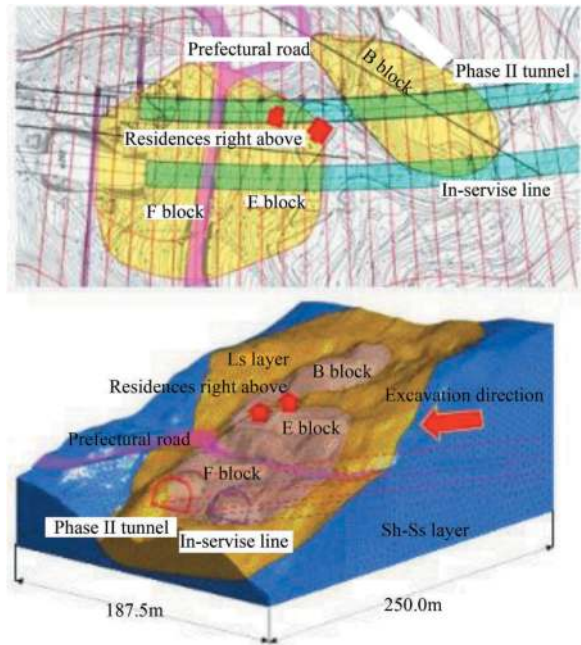 Prefectural road
B block
Phase II tunnel
Residences right above
In-servise line
F block
E block
Ls layer
B block
Residences right above
Excavation direction
E block
Prefectural road
F block
Phase II tunnel
In-servise line
Sh-Ss layer
187.5m
250.0m